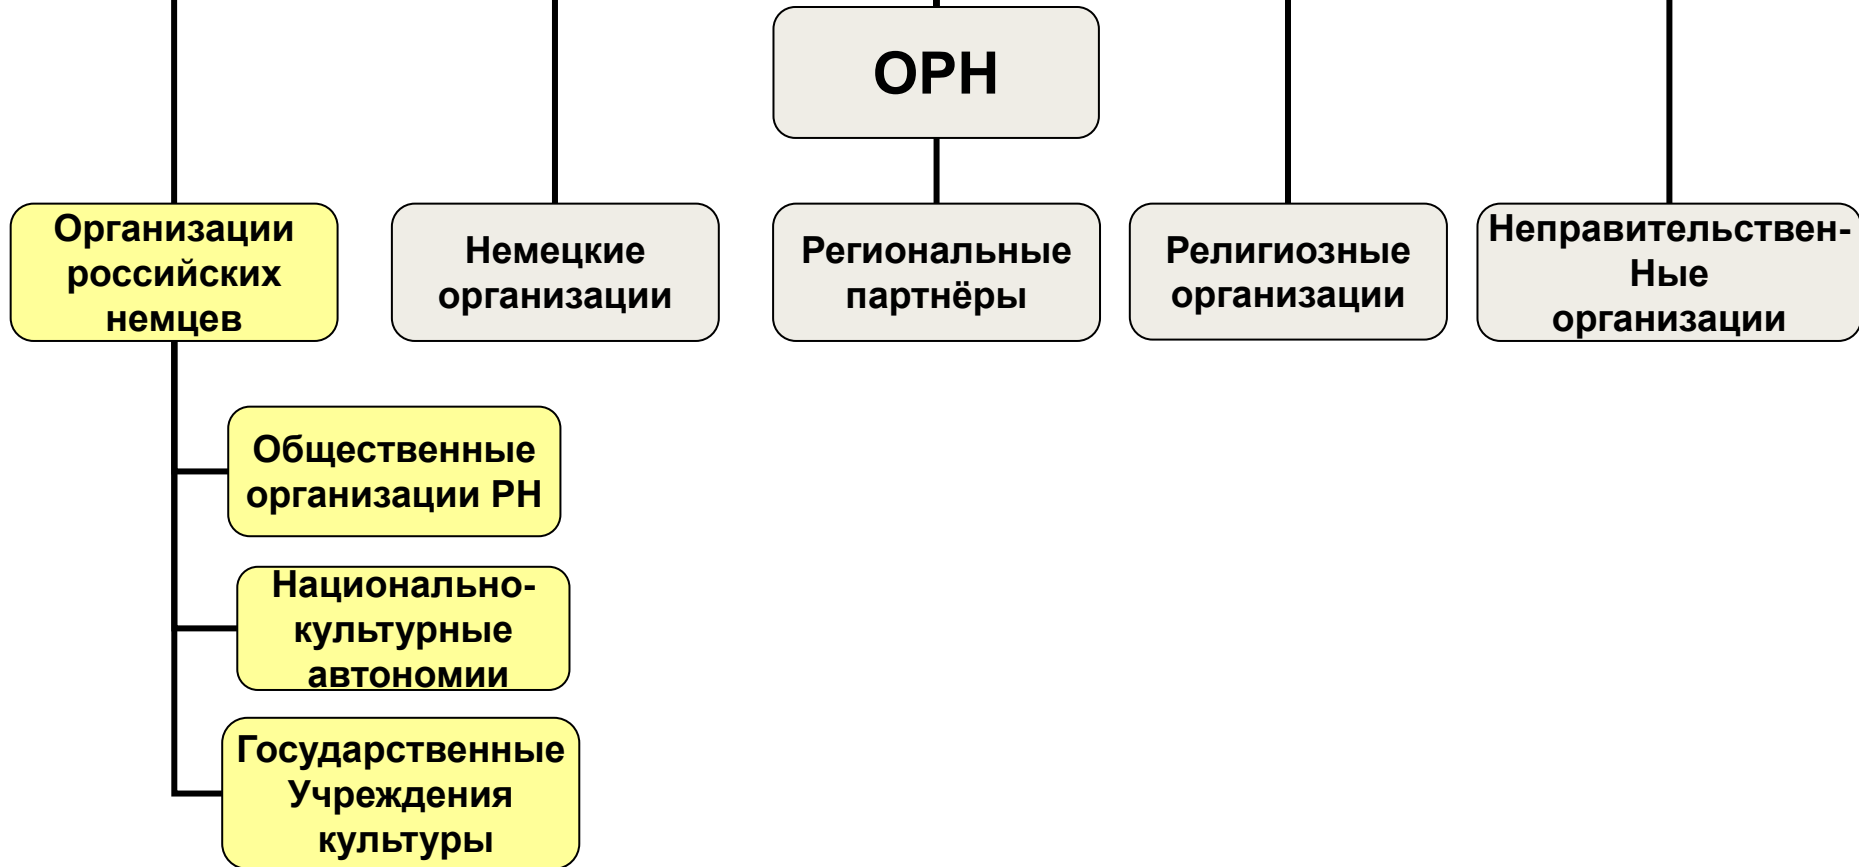 ОРН
Организации
российских
немцев
Немецкие
организации
Региональные
партнёры
Религиозные
организации
Неправительствен-
Ные
организации
Общественные
организации РН
Национально-
культурные
автономии
Государственные
Учреждения
культуры